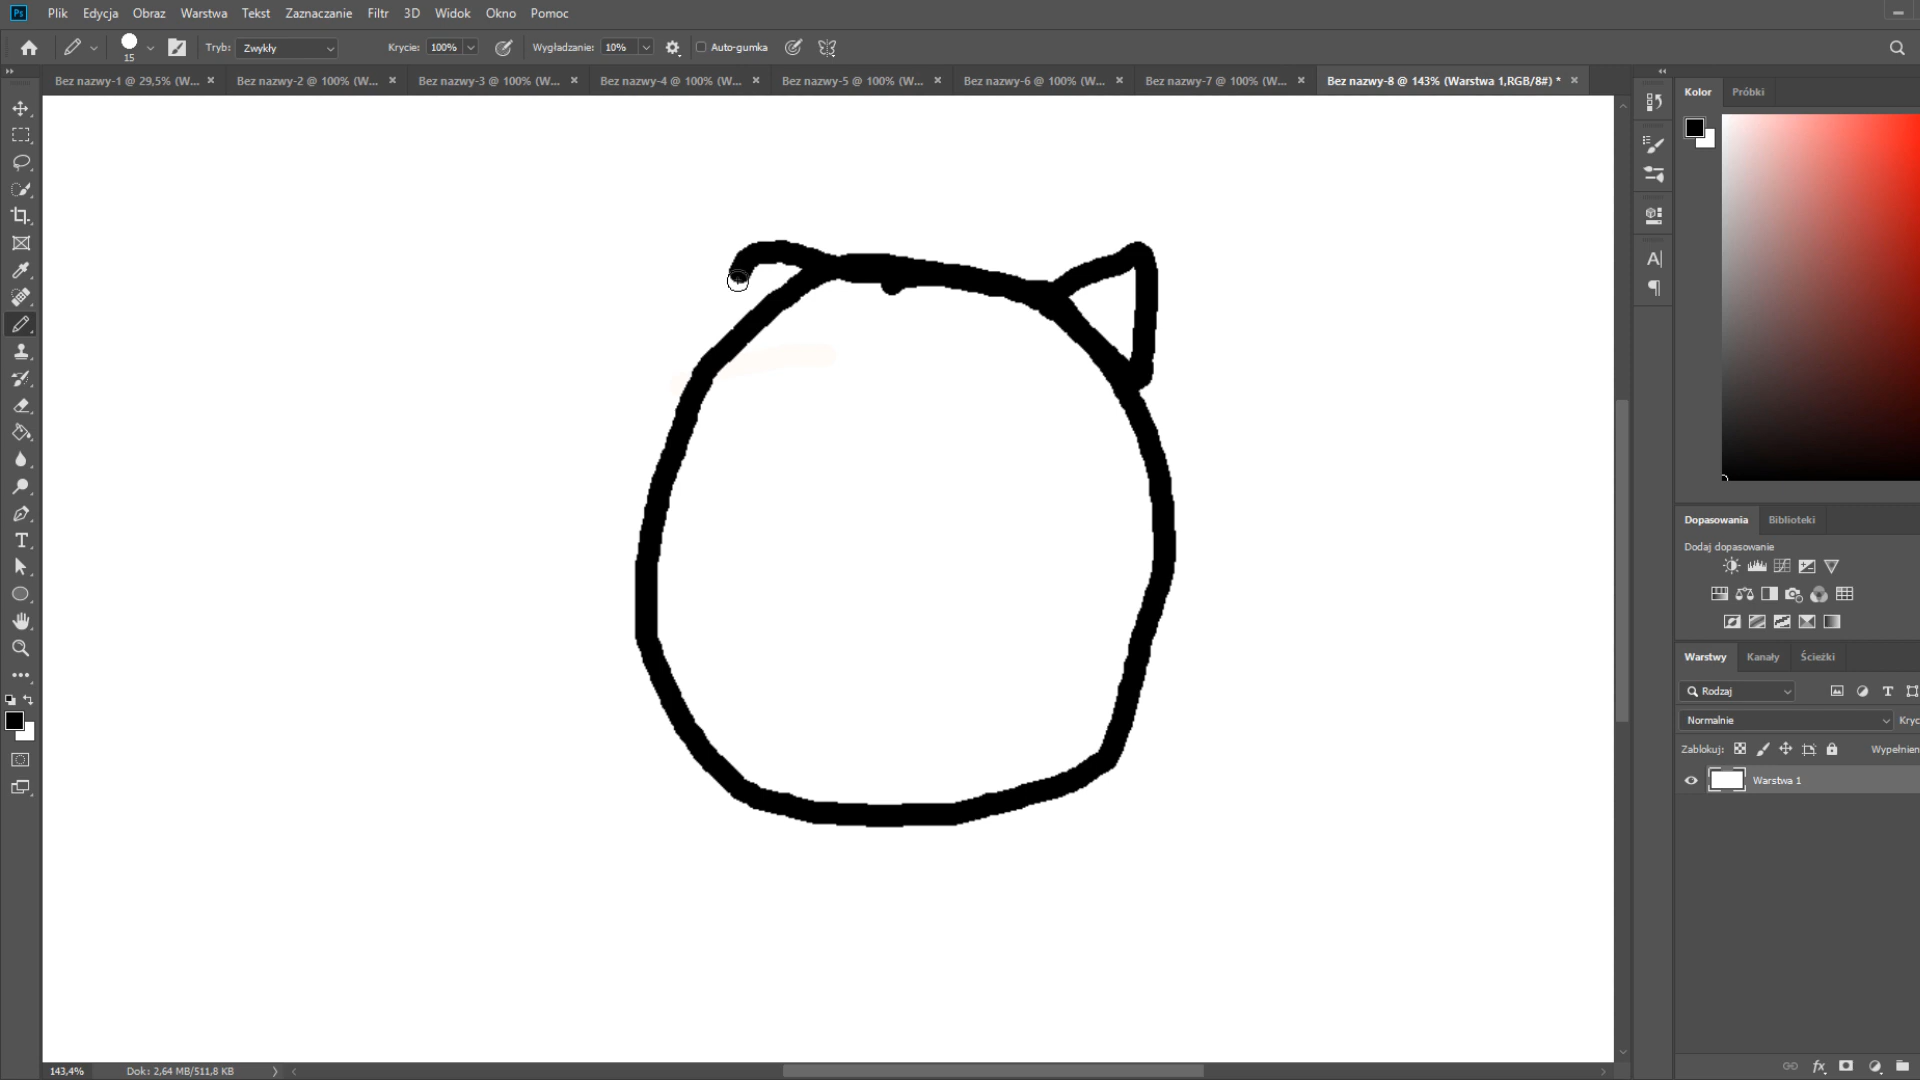 Ps Plik Edycja Obraz Warstwa Tekst Zaznaczanie Filtr 3D Widok Okno Pomoc
15 Tryb: Zwykły Krycie: 100% Wygładzanie: 10% Auto-gumka
Bez nazwy-1 @ 29,5% (W... Bez nazwy-2 @ 100% (W... Bez nazwy-3 @ 100% (W... Bez nazwy-4 @ 100% (W... Bez nazwy-5 @ 100% (W... Bez nazwy-6 @ 100% (W... Bez nazwy-7 @ 100% (W... Bez nazwy-8 @ 143% (Warstwa 1,RGB/8#) *
Kolor Próbki
Dopasowania Biblioteki
Dodaj dopasowanie
Warstwy Kanały Ścieżki
Rodzaj
Normalnie Kryc
Zablokuj: Wypełnien
Warstwa 1
143,4% Dok: 2,64 MB/511,8 KB